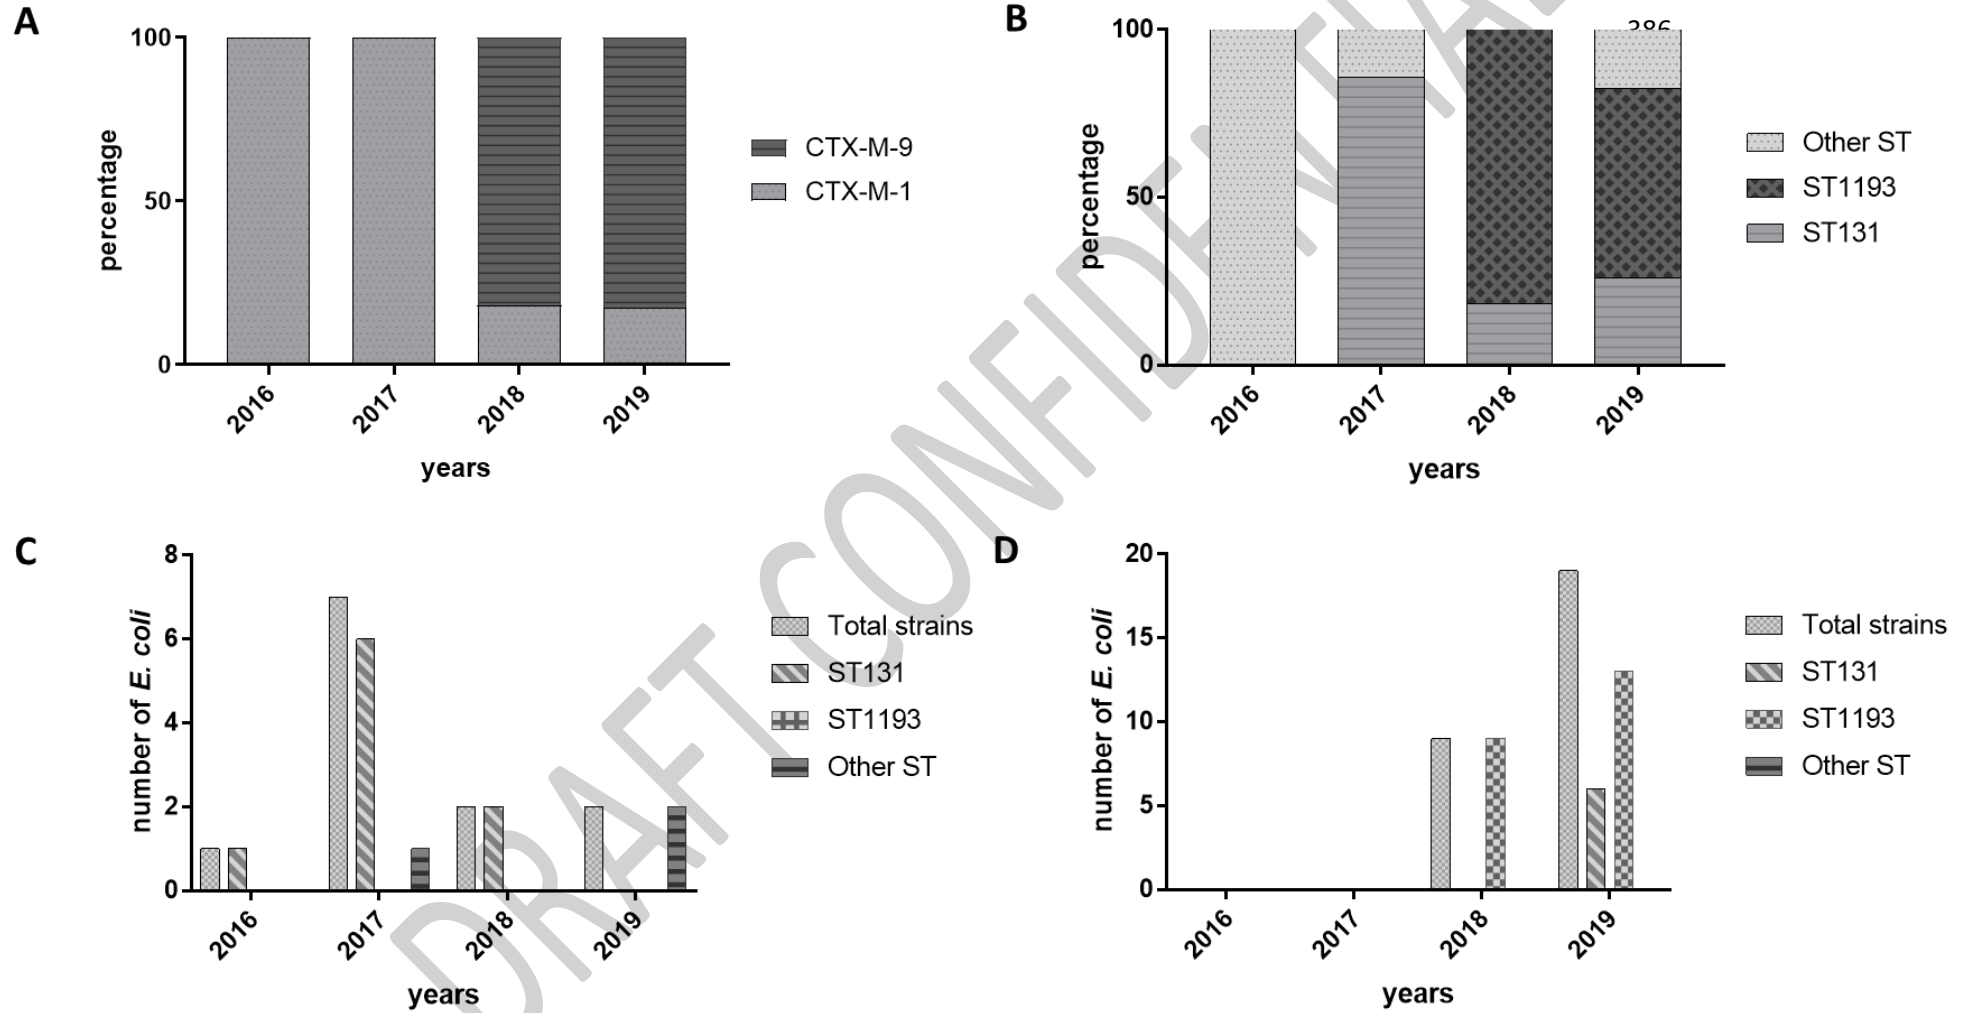 A
100
50
0
percentage
2016
2017
2018
2019
years
CTX-M-9
CTX-M-1
B
386
100
50
0
percentage
2016
2017
2018
2019
years
Other ST
ST1193
ST131
C
8
6
4
2
0
number of E. coli
2016
2017
2018
2019
years
Total strains
ST131
ST1193
Other ST
D
20
15
10
5
0
number of E. coli
2016
2017
2018
2019
years
Total strains
ST131
ST1193
Other ST
DRAFT CONFIDENTIAL